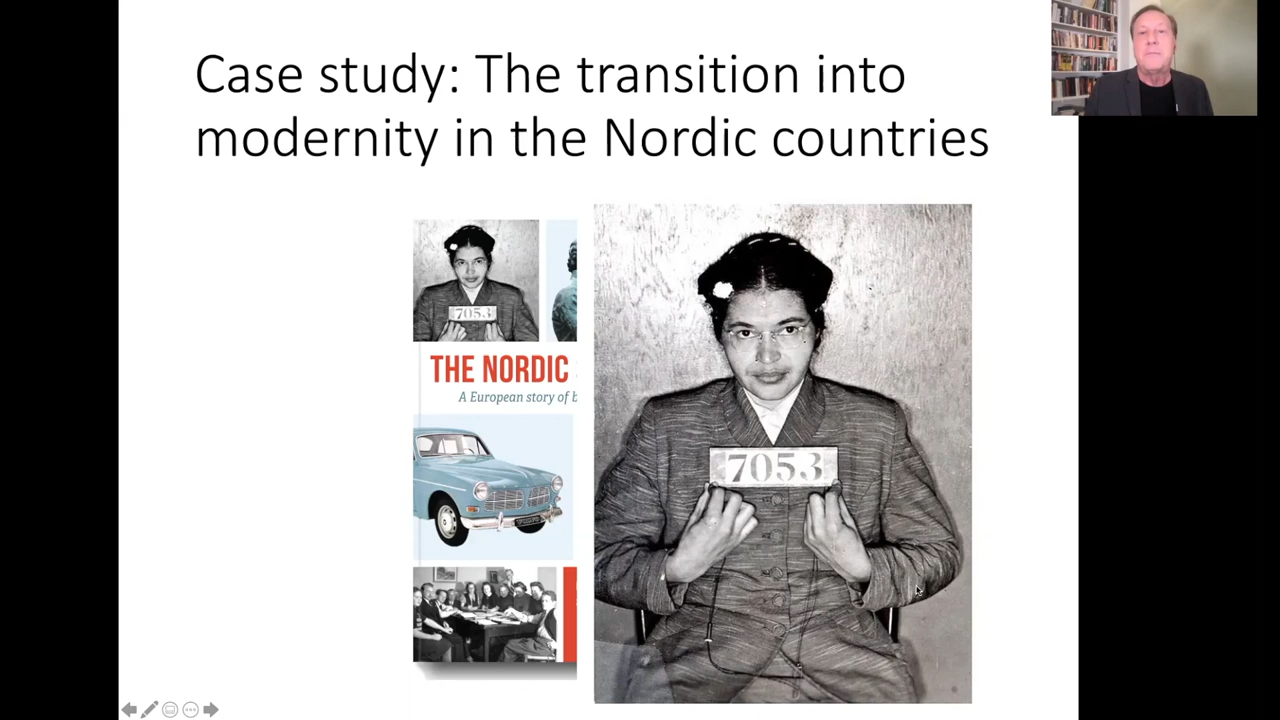 Case study: The transition into
modernity in the Nordic countries
7053
THE NORDIC
A European story of
7053